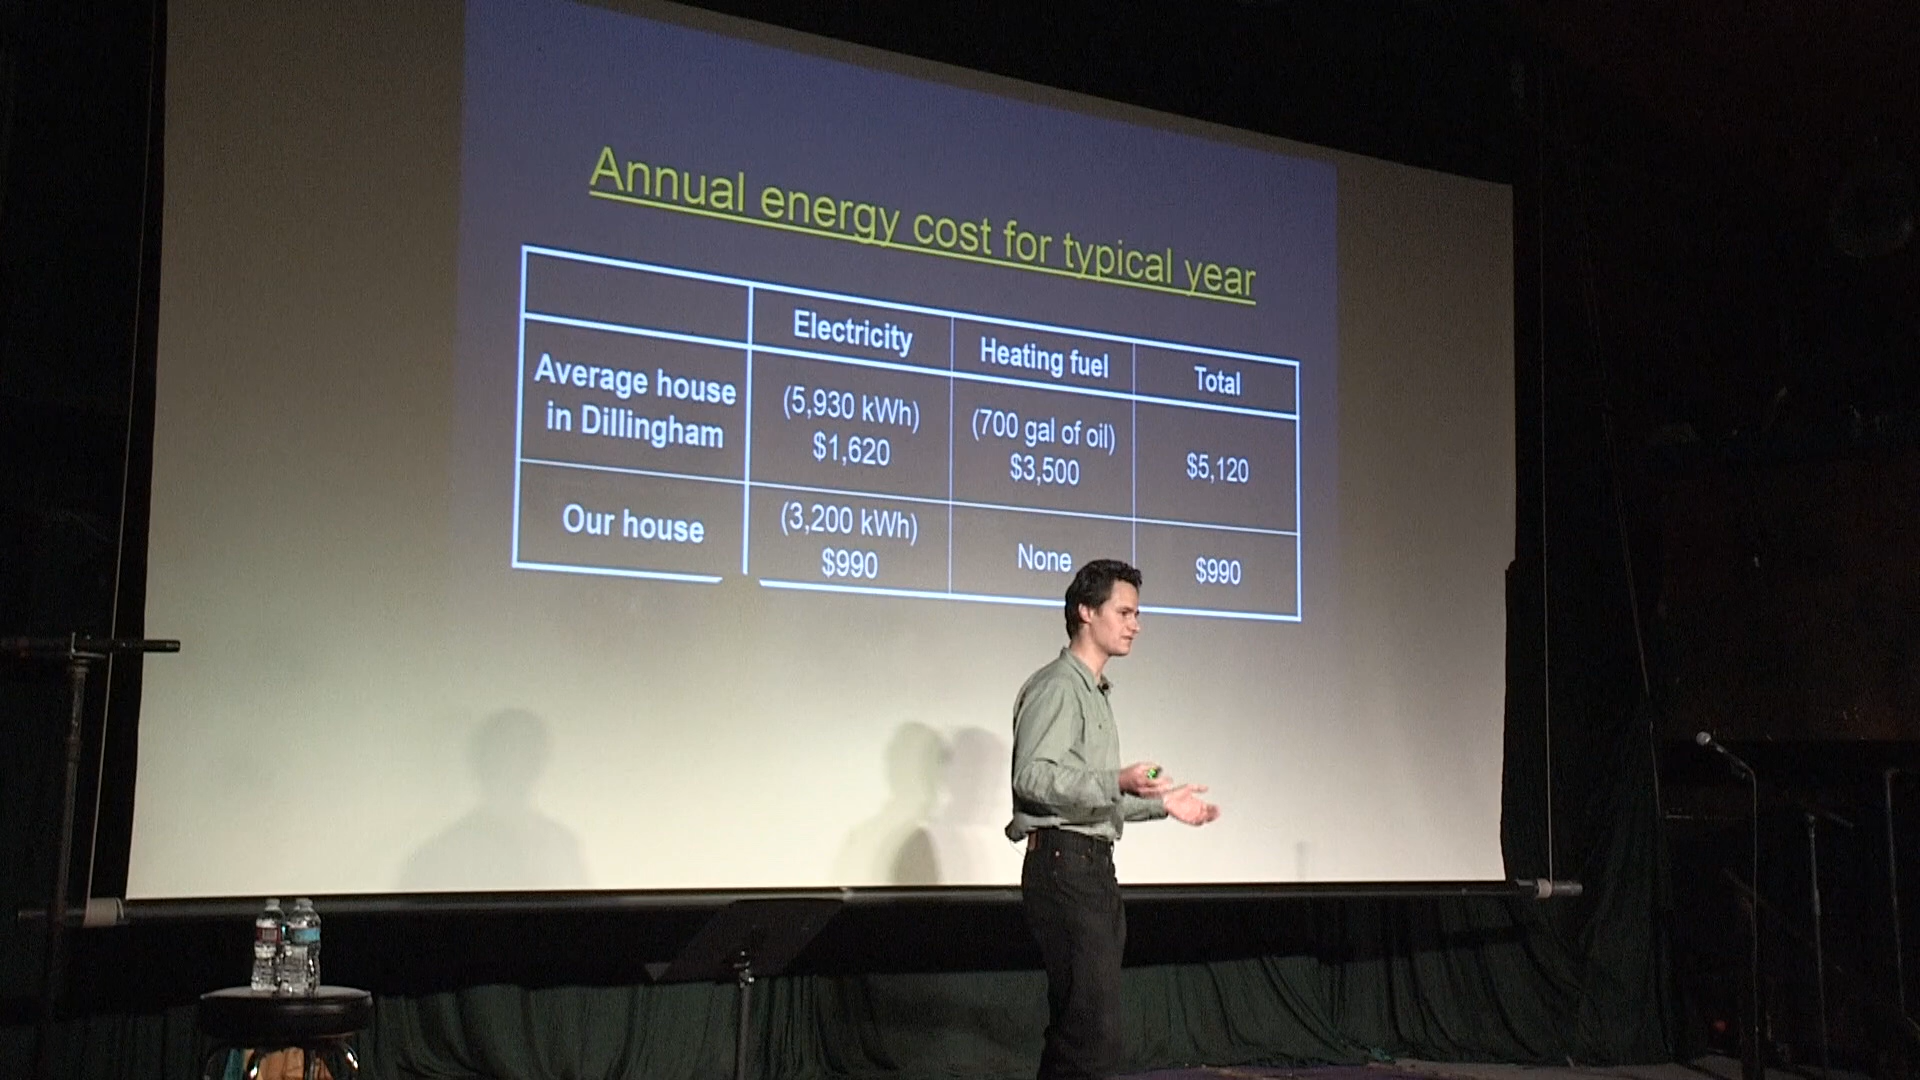 Annual energy cost for typical year
Electricity
Heating fuel
Total
Average house
in Dillingham
(5,930 kWh)
$1,620
(700 gal of oil)
$3,500
$5,120
Our house
(3,200 kWh)
$990
None
$990